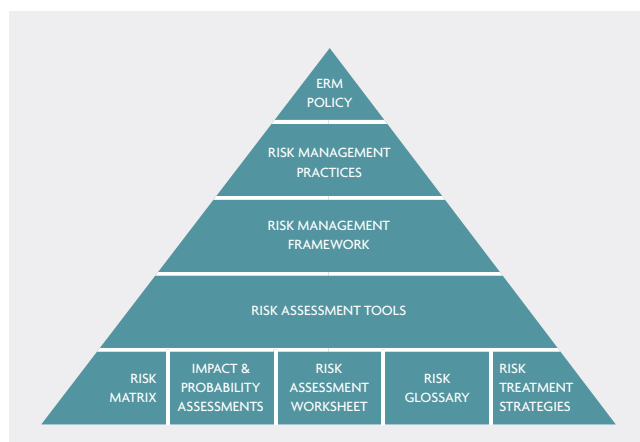 ERM
POLICY
RISK MANAGEMENT
PRACTICES
RISK MANAGEMENT
FRAMEWORK
RISK ASSESSMENT TOOLS
RISK
MATRIX
IMPACT &
PROBABILITY
ASSESSMENTS
RISK
ASSESSMENT
WORKSHEET
RISK
GLOSSARY
RISK
TREATMENT
STRATEGIES